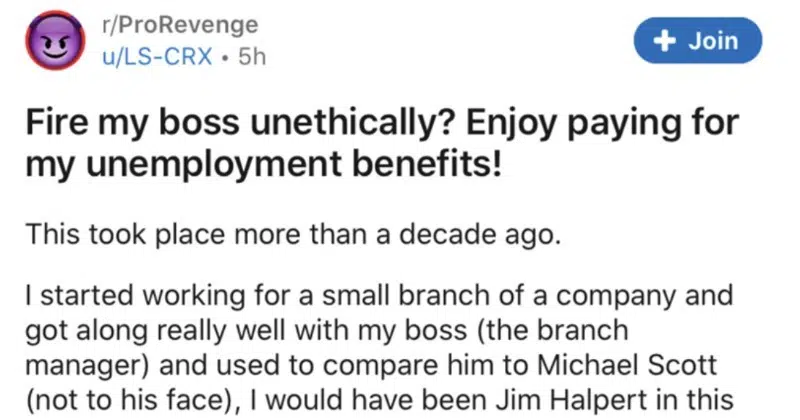 r/ProRevenge
u/LS-CRX • 5h
+ Join
Fire my boss unethically? Enjoy paying for
my unemployment benefits!
This took place more than a decade ago.
I started working for a small branch of a company and
got along really well with my boss (the branch
manager) and used to compare him to Michael Scott
(not to his face), I would have been Jim Halpert in this